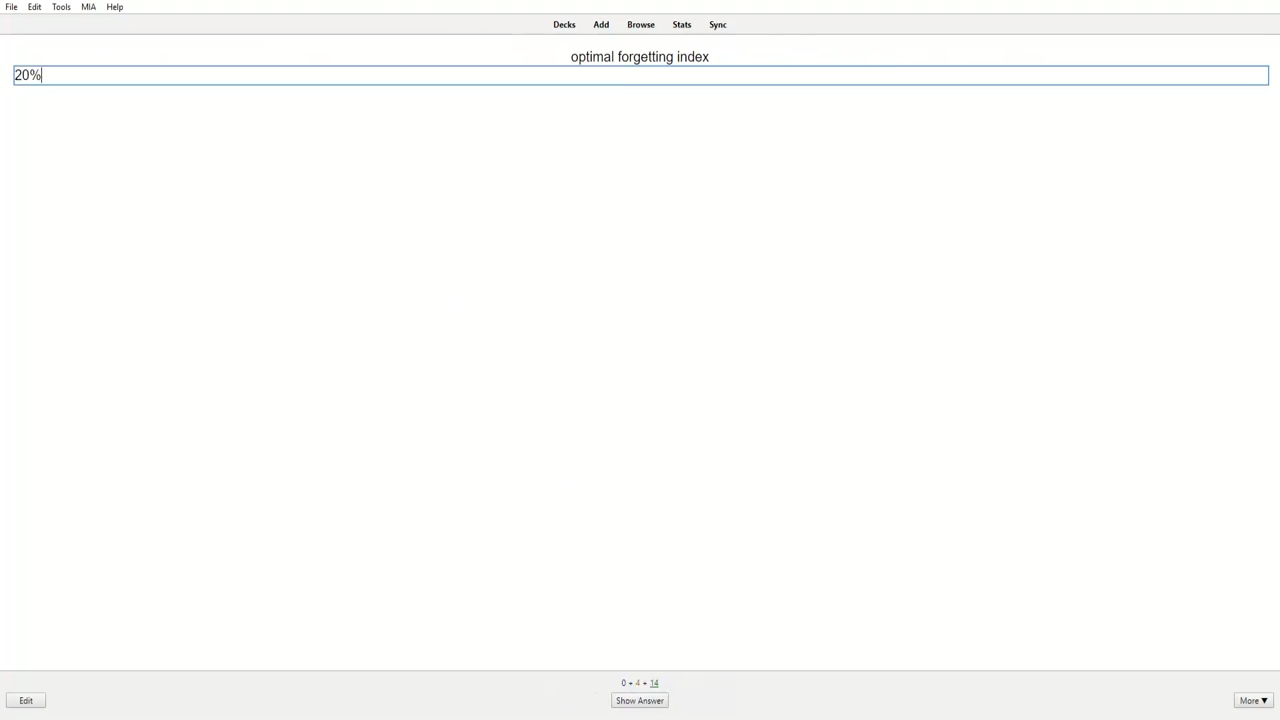 File Edit Tools MIA Help
Decks Add Browse Stats Sync
optimal forgetting index
20%
0 + 4 + 14
Edit Show Answer More ▼